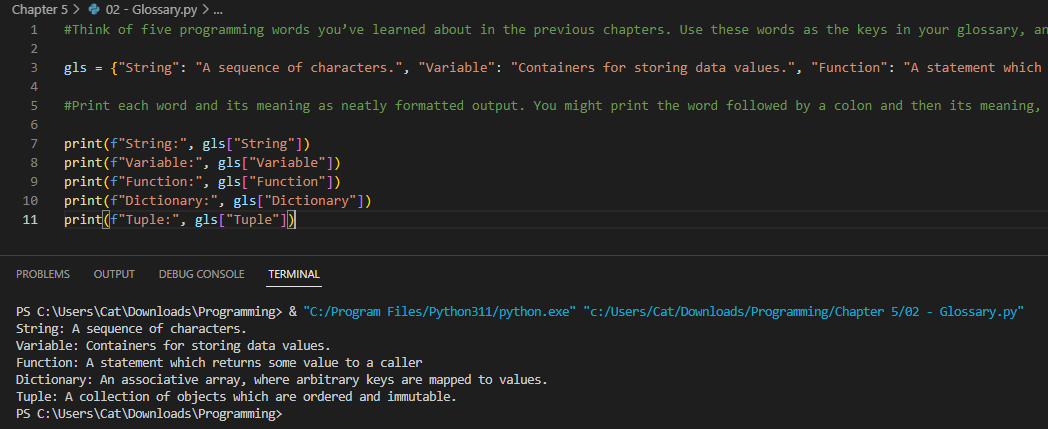 Chapter 5 > 02 - Glossary.py > ...
1 #Think of five programming words you’ve learned about in the previous chapters. Use these words as the keys in your glossary, an
2
3 gls = {"String": "A sequence of characters.", "Variable": "Containers for storing data values.", "Function": "A statement which
4
5 #Print each word and its meaning as neatly formatted output. You might print the word followed by a colon and then its meaning,
6
7 print(f"String:", gls["String"])
8 print(f"Variable:", gls["Variable"])
9 print(f"Function:", gls["Function"])
10 print(f"Dictionary:", gls["Dictionary"])
11 print(f"Tuple:", gls["Tuple"])
PROBLEMS OUTPUT DEBUG CONSOLE TERMINAL
PS C:\Users\Cat\Downloads\Programming> & "C:/Program Files/Python311/python.exe" "c:/Users/Cat/Downloads/Programming/Chapter 5/02 - Glossary.py"
String: A sequence of characters.
Variable: Containers for storing data values.
Function: A statement which returns some value to a caller
Dictionary: An associative array, where arbitrary keys are mapped to values.
Tuple: A collection of objects which are ordered and immutable.
PS C:\Users\Cat\Downloads\Programming>